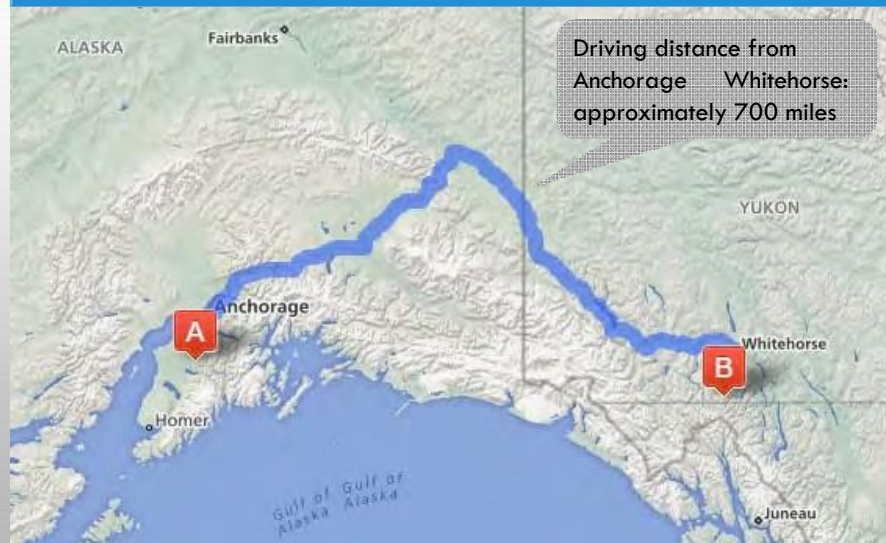 ALASKA
Fairbanks
Driving distance from
Anchorage Whitehorse:
approximately 700 miles
YUKON
Anchorage
A
Whitehorse
B
Homer
Gulf of Gulf of
Alaska Alaska
Juneau